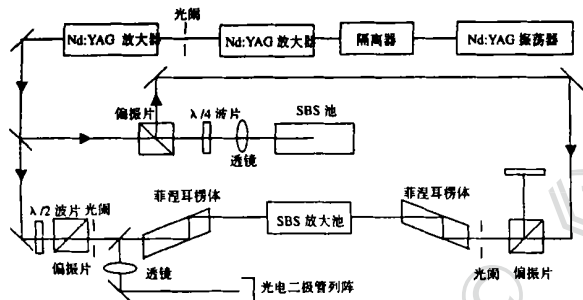 光阑
Nd:YAG 放大器
Nd:YAG 放大器
隔离器
Nd:YAG 振荡器
偏振片
λ/4 波片
SBS 池
透镜
λ/2 波片
光阑
菲涅耳楞体
SBS 放大池
菲涅耳楞体
偏振片
透镜
光电二极管列阵
光阑
偏振片